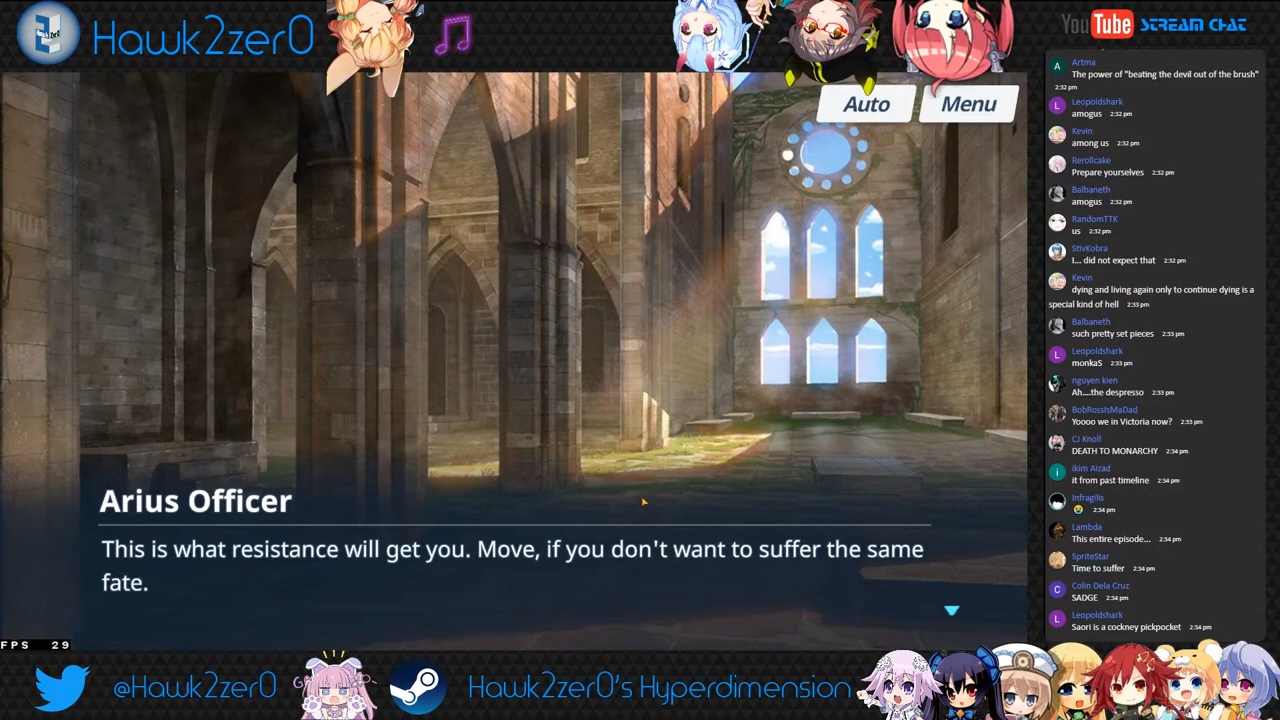 Hawk2zer0
YouTube STREAM CHAT
Auto
Menu
Arius Officer
This is what resistance will get you. Move, if you don't want to suffer the same
fate.
FPS 29
@Hawk2zer0
Hawk2zer0's Hyperdimension
A
Artma
The power of "beating the devil out of the brush"
2:32 pm
L
Leopoldshark
amogus 2:32 pm
Kevin
among us 2:32 pm
Rerollcake
Prepare yourselves 2:32 pm
Balbaneth
amogus 2:32 pm
RandomTTK
us 2:32 pm
StivKobra
I... did not expect that 2:32 pm
Kevin
dying and living again only to continue dying is a
special kind of hell 2:33 pm
Balbaneth
such pretty set pieces 2:33 pm
L
Leopoldshark
monkaS 2:33 pm
nguyen kien
Ah....the despresso 2:33 pm
BobRossIsMaDad
Yoooo we in Victoria now? 2:33 pm
CJ Knoll
DEATH TO MONARCHY 2:34 pm
i
ikim Aizad
it from past timeline 2:34 pm
Infragilis
😭 2:34 pm
Lambda
This entire episode... 2:34 pm
SpriteStar
Time to suffer 2:34 pm
C
Colin Dela Cruz
SADGE 2:34 pm
L
Leopoldshark
Saori is a cockney pickpocket 2:34 pm